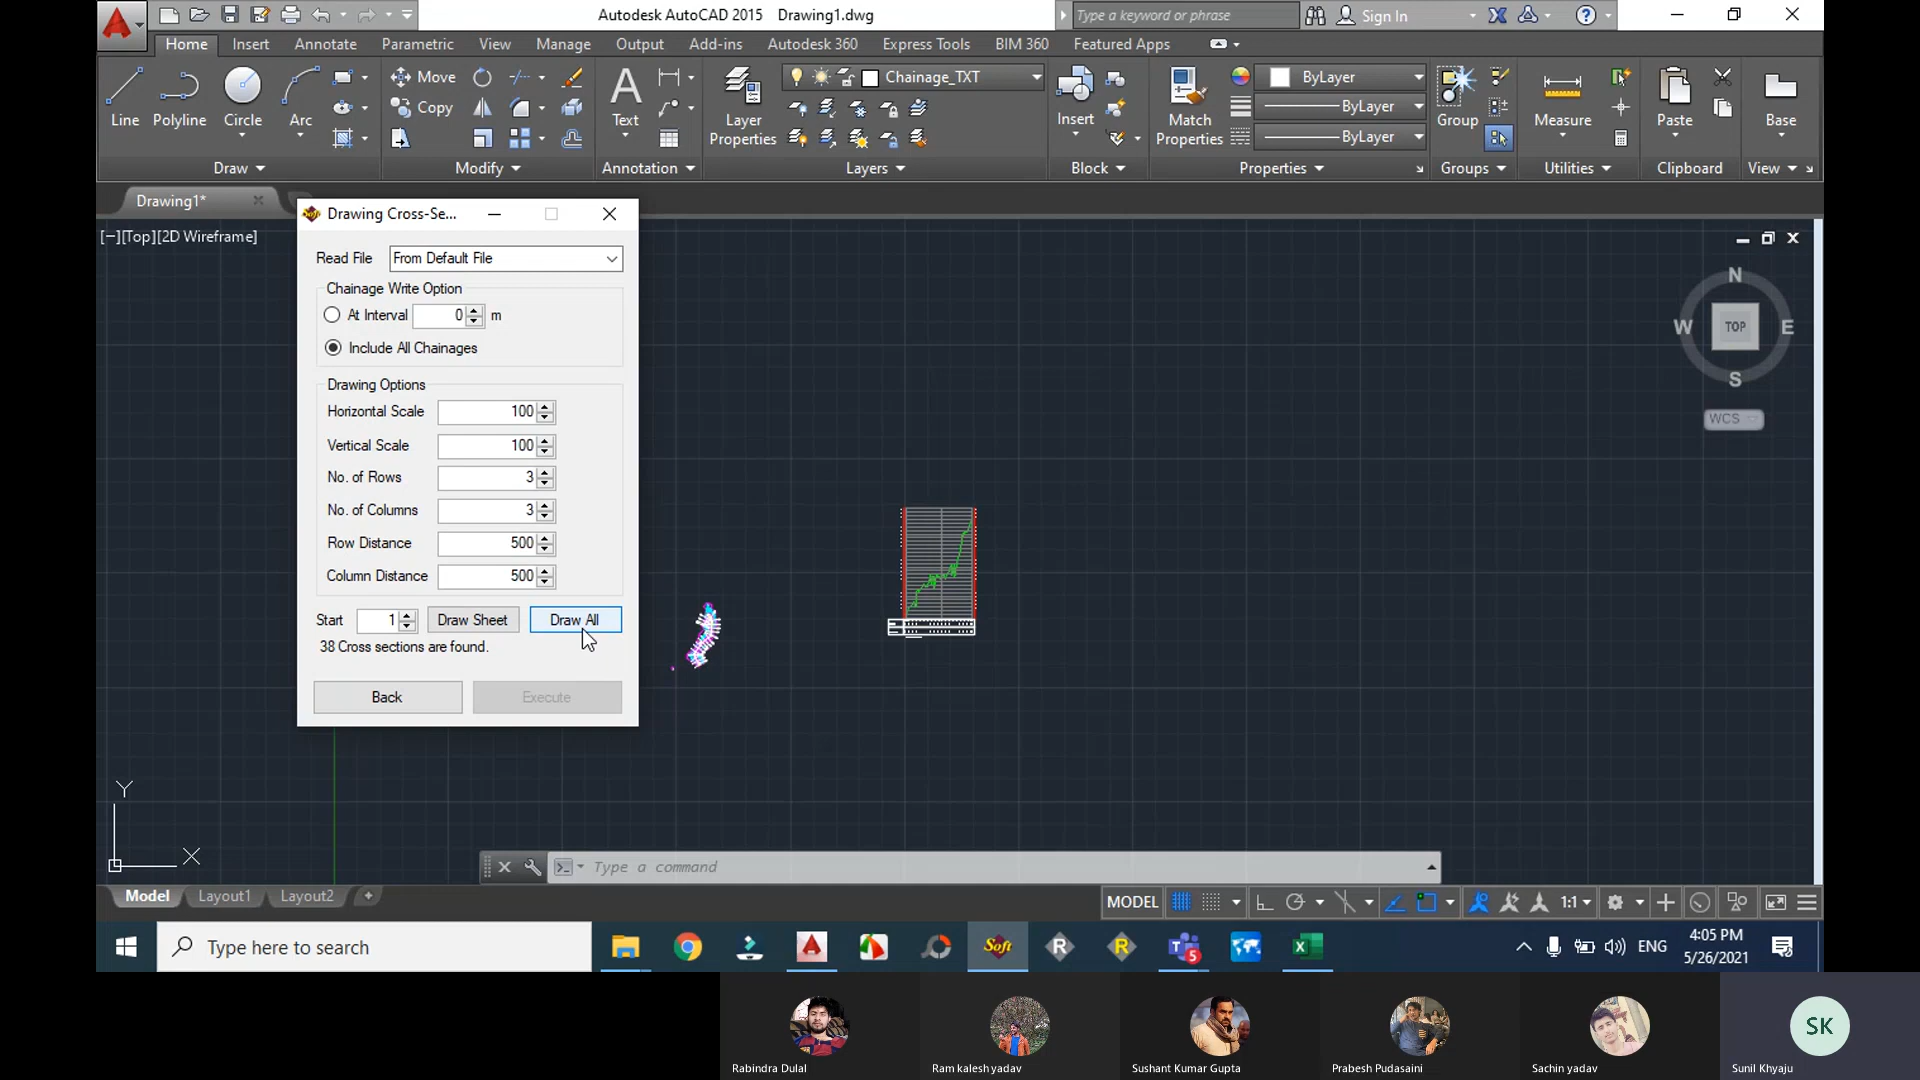 Autodesk AutoCAD 2015 Drawing1.dwg
Type a keyword or phrase
Sign In
Home Insert Annotate Parametric View Manage Output Add-ins Autodesk 360 Express Tools BIM 360 Featured Apps
Line Polyline Circle Arc
Move
Copy
Text
Layer Properties
Chainage_TXT
Insert
Match Properties
ByLayer
ByLayer
ByLayer
Group
Measure
Paste
Base
Draw Modify Annotation Layers Block Properties Groups Utilities Clipboard View
Drawing1*
[−][Top][2D Wireframe]
Soft Drawing Cross-Se...
Read File From Default File
Chainage Write Option
At Interval 0 m
Include All Chainages
Drawing Options
Horizontal Scale 100
Vertical Scale 100
No. of Rows 3
No. of Columns 3
Row Distance 500
Column Distance 500
Start 1 Draw Sheet Draw All
38 Cross sections are found.
Back Execute
N
W TOP E
S
WCS
Y
X
Type a command
Model Layout1 Layout2
MODEL 1:1
Type here to search
Soft
R
R
T 5
X
ENG
4:05 PM
5/26/2021
SK
Rabindra Dulal Ram kalesh yadav Sushant Kumar Gupta Prabesh Pudasaini Sachin yadav Sunil Khyaju